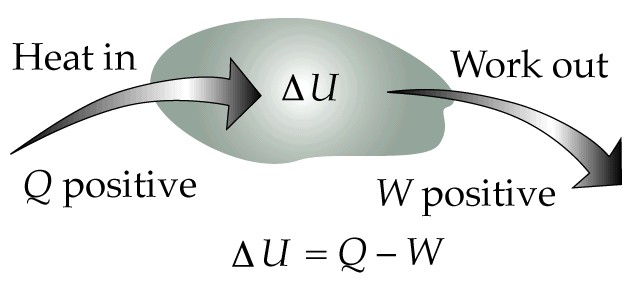 Heat in
ΔU
Work out
Q positive
W positive
ΔU = Q − W